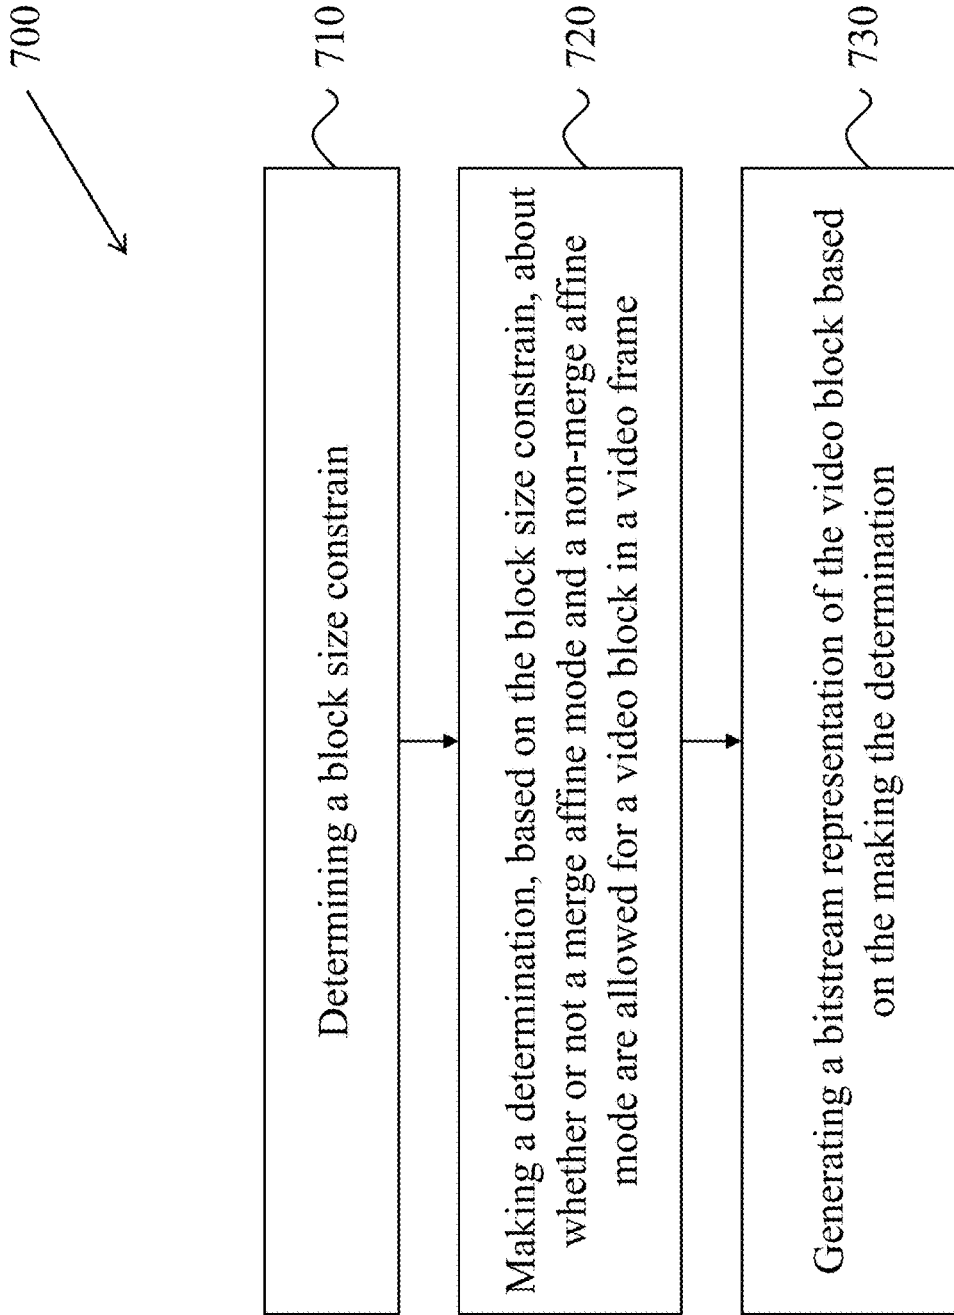 700
710
Determining a block size constrain
720
Making a determination, based on the block size constrain, about
whether or not a merge affine mode and a non-merge affine
mode are allowed for a video block in a video frame
730
Generating a bitstream representation of the video block based
on the making the determination